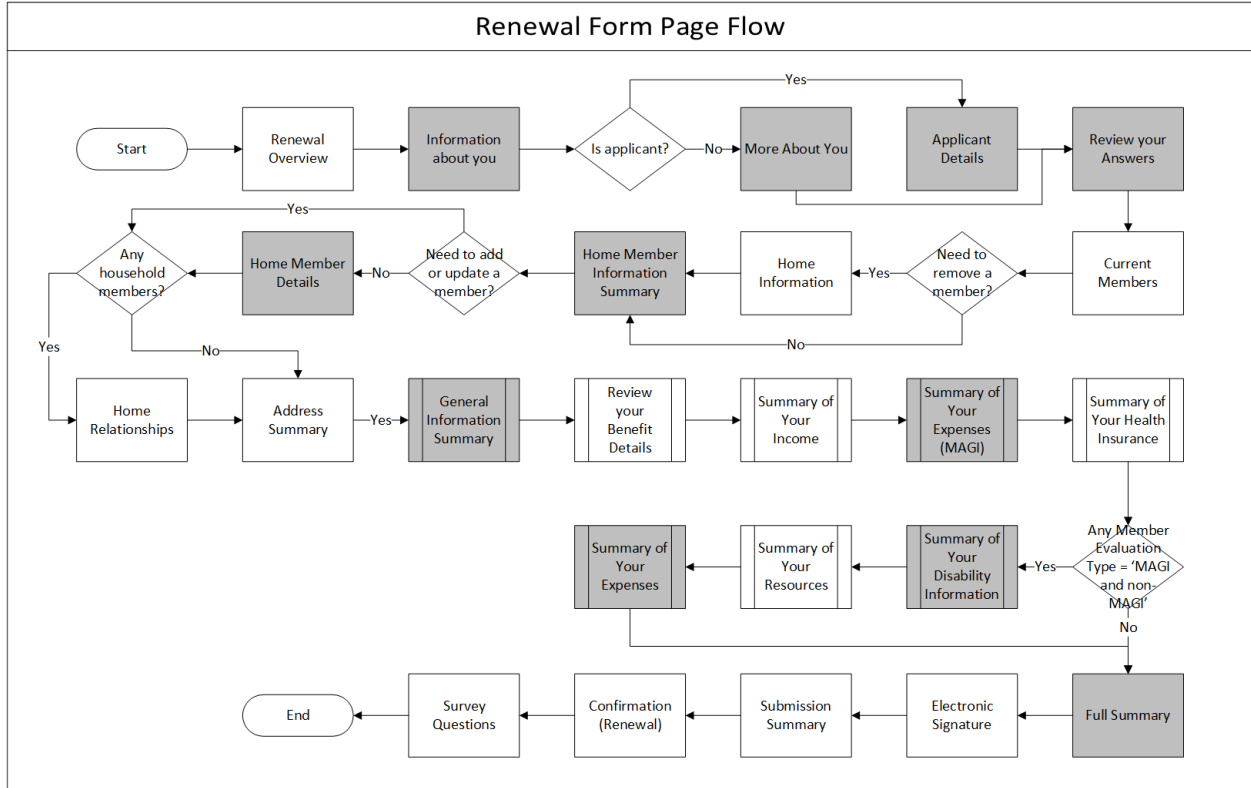 Renewal Form Page Flow
Yes
Start
Renewal
Overview
Information
about you
Is applicant?
No
More About You
Applicant
Details
Review your
Answers
Yes
Any
household
members?
Home Member
Details
No
Need to add
or update a
member?
Home Member
Information
Summary
Home
Information
Yes
Need to
remove a
member?
Current
Members
Yes
No
No
Home
Relationships
Address
Summary
Yes
General
Information
Summary
Review
your
Benefit
Details
Summary of
Your
Income
Summary of
Your
Expenses
(MAGI)
Summary of
Your Health
Insurance
Summary of
Your
Expenses
Summary of
Your
Resources
Summary of
Your
Disability
Information
Yes
Any Member
Evaluation
Type = ‘MAGI
and non-
MAGI’
No
End
Survey
Questions
Confirmation
(Renewal)
Submission
Summary
Electronic
Signature
Full Summary